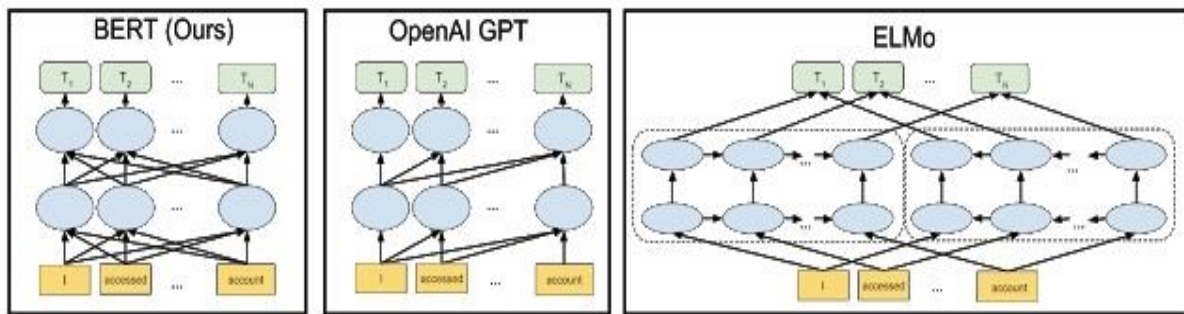 BERT (Ours)
T1 T2 ... TN
...
...
I accessed ... account
OpenAI GPT
T1 T2 ... TN
...
...
I accessed ... account
ELMo
T1 T2 ... TN
... ...
... ...
I accessed ... account